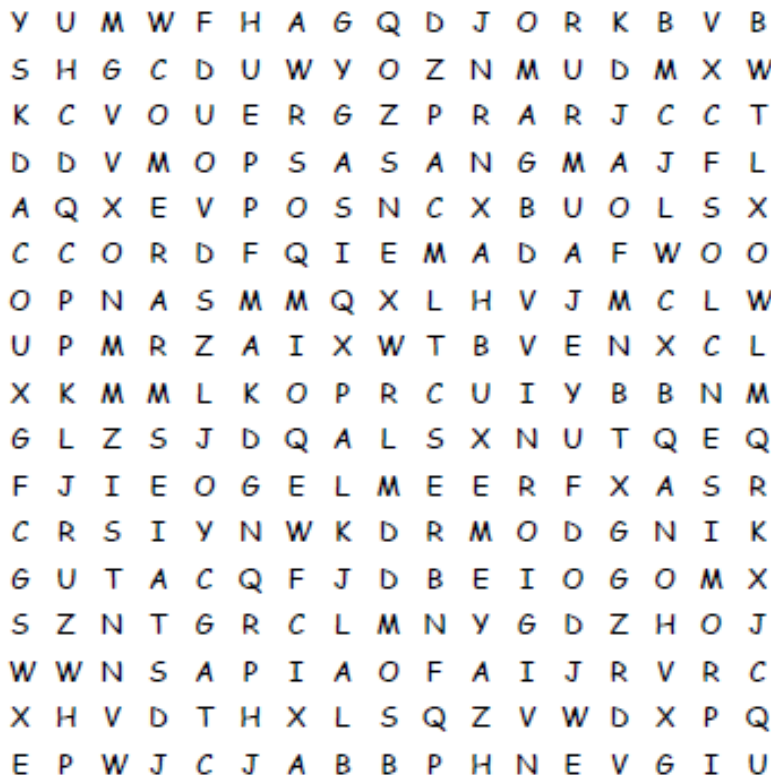 Y U M W F H A G Q D J O R K B V B
S H G C D U W Y O Z N M U D M X W
K C V O U E R G Z P R A R J C C T
D D V M O P S A S A N G M A J F L
A Q X E V P O S N C X B U O L S X
C C O R D F Q I E M A D A F W O O
O P N A S M M Q X L H V J M C L W
U P M R Z A I X W T B V E N X C L
X K M M L K O P R C U I Y B B N M
G L Z S J D Q A L S X N U T Q E Q
F J I E O G E L M E E R F X A S R
C R S I Y N W K D R M O D G N I K
G U T A C Q F J D B E I O G O M X
S Z N T G R C L M N Y G D Z H O J
W W N S A P I A O F A I J R V R C
X H V D T H X L S Q Z V W D X P Q
E P W J C J A B B P H N E V G I U